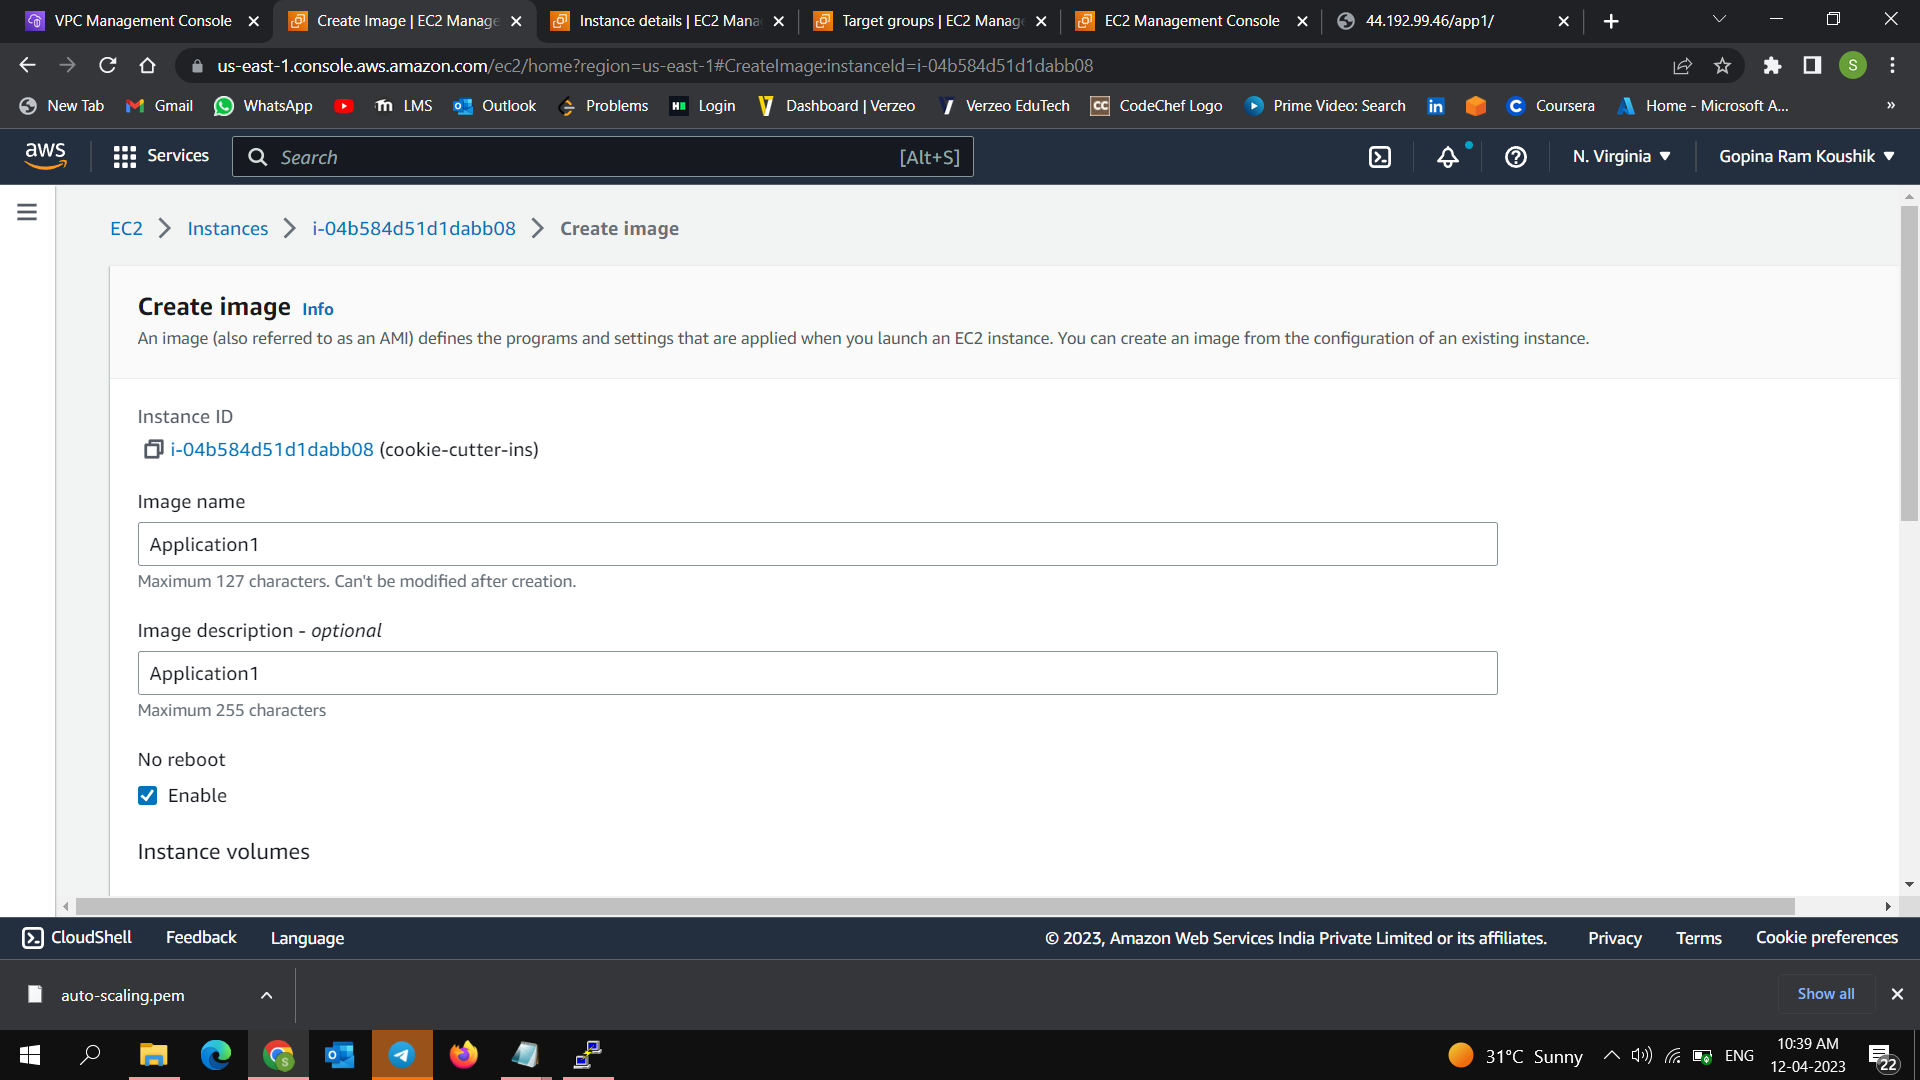 VPC Management Console
Create Image | EC2 Manage
Instance details | EC2 Mana
Target groups | EC2 Manage
EC2 Management Console
44.192.99.46/app1/
us-east-1.console.aws.amazon.com/ec2/home?region=us-east-1#CreateImage:instanceId=i-04b584d51d1dabb08
S
New Tab
Gmail
WhatsApp
LMS
Outlook
Problems
Login
Dashboard | Verzeo
Verzeo EduTech
CC
CodeChef Logo
Prime Video: Search
in
Coursera
Home - Microsoft A...
»
aws
Services
Search
[Alt+S]
N. Virginia
Gopina Ram Koushik
EC2
Instances
i-04b584d51d1dabb08
Create image
Create image Info
An image (also referred to as an AMI) defines the programs and settings that are applied when you launch an EC2 instance. You can create an image from the configuration of an existing instance.
Instance ID
i-04b584d51d1dabb08 (cookie-cutter-ins)
Image name
Application1
Maximum 127 characters. Can't be modified after creation.
Image description - optional
Application1
Maximum 255 characters
No reboot
Enable
Instance volumes
CloudShell
Feedback
Language
© 2023, Amazon Web Services India Private Limited or its affiliates.
Privacy
Terms
Cookie preferences
auto-scaling.pem
Show all
31°C Sunny
ENG
10:39 AM
12-04-2023
22